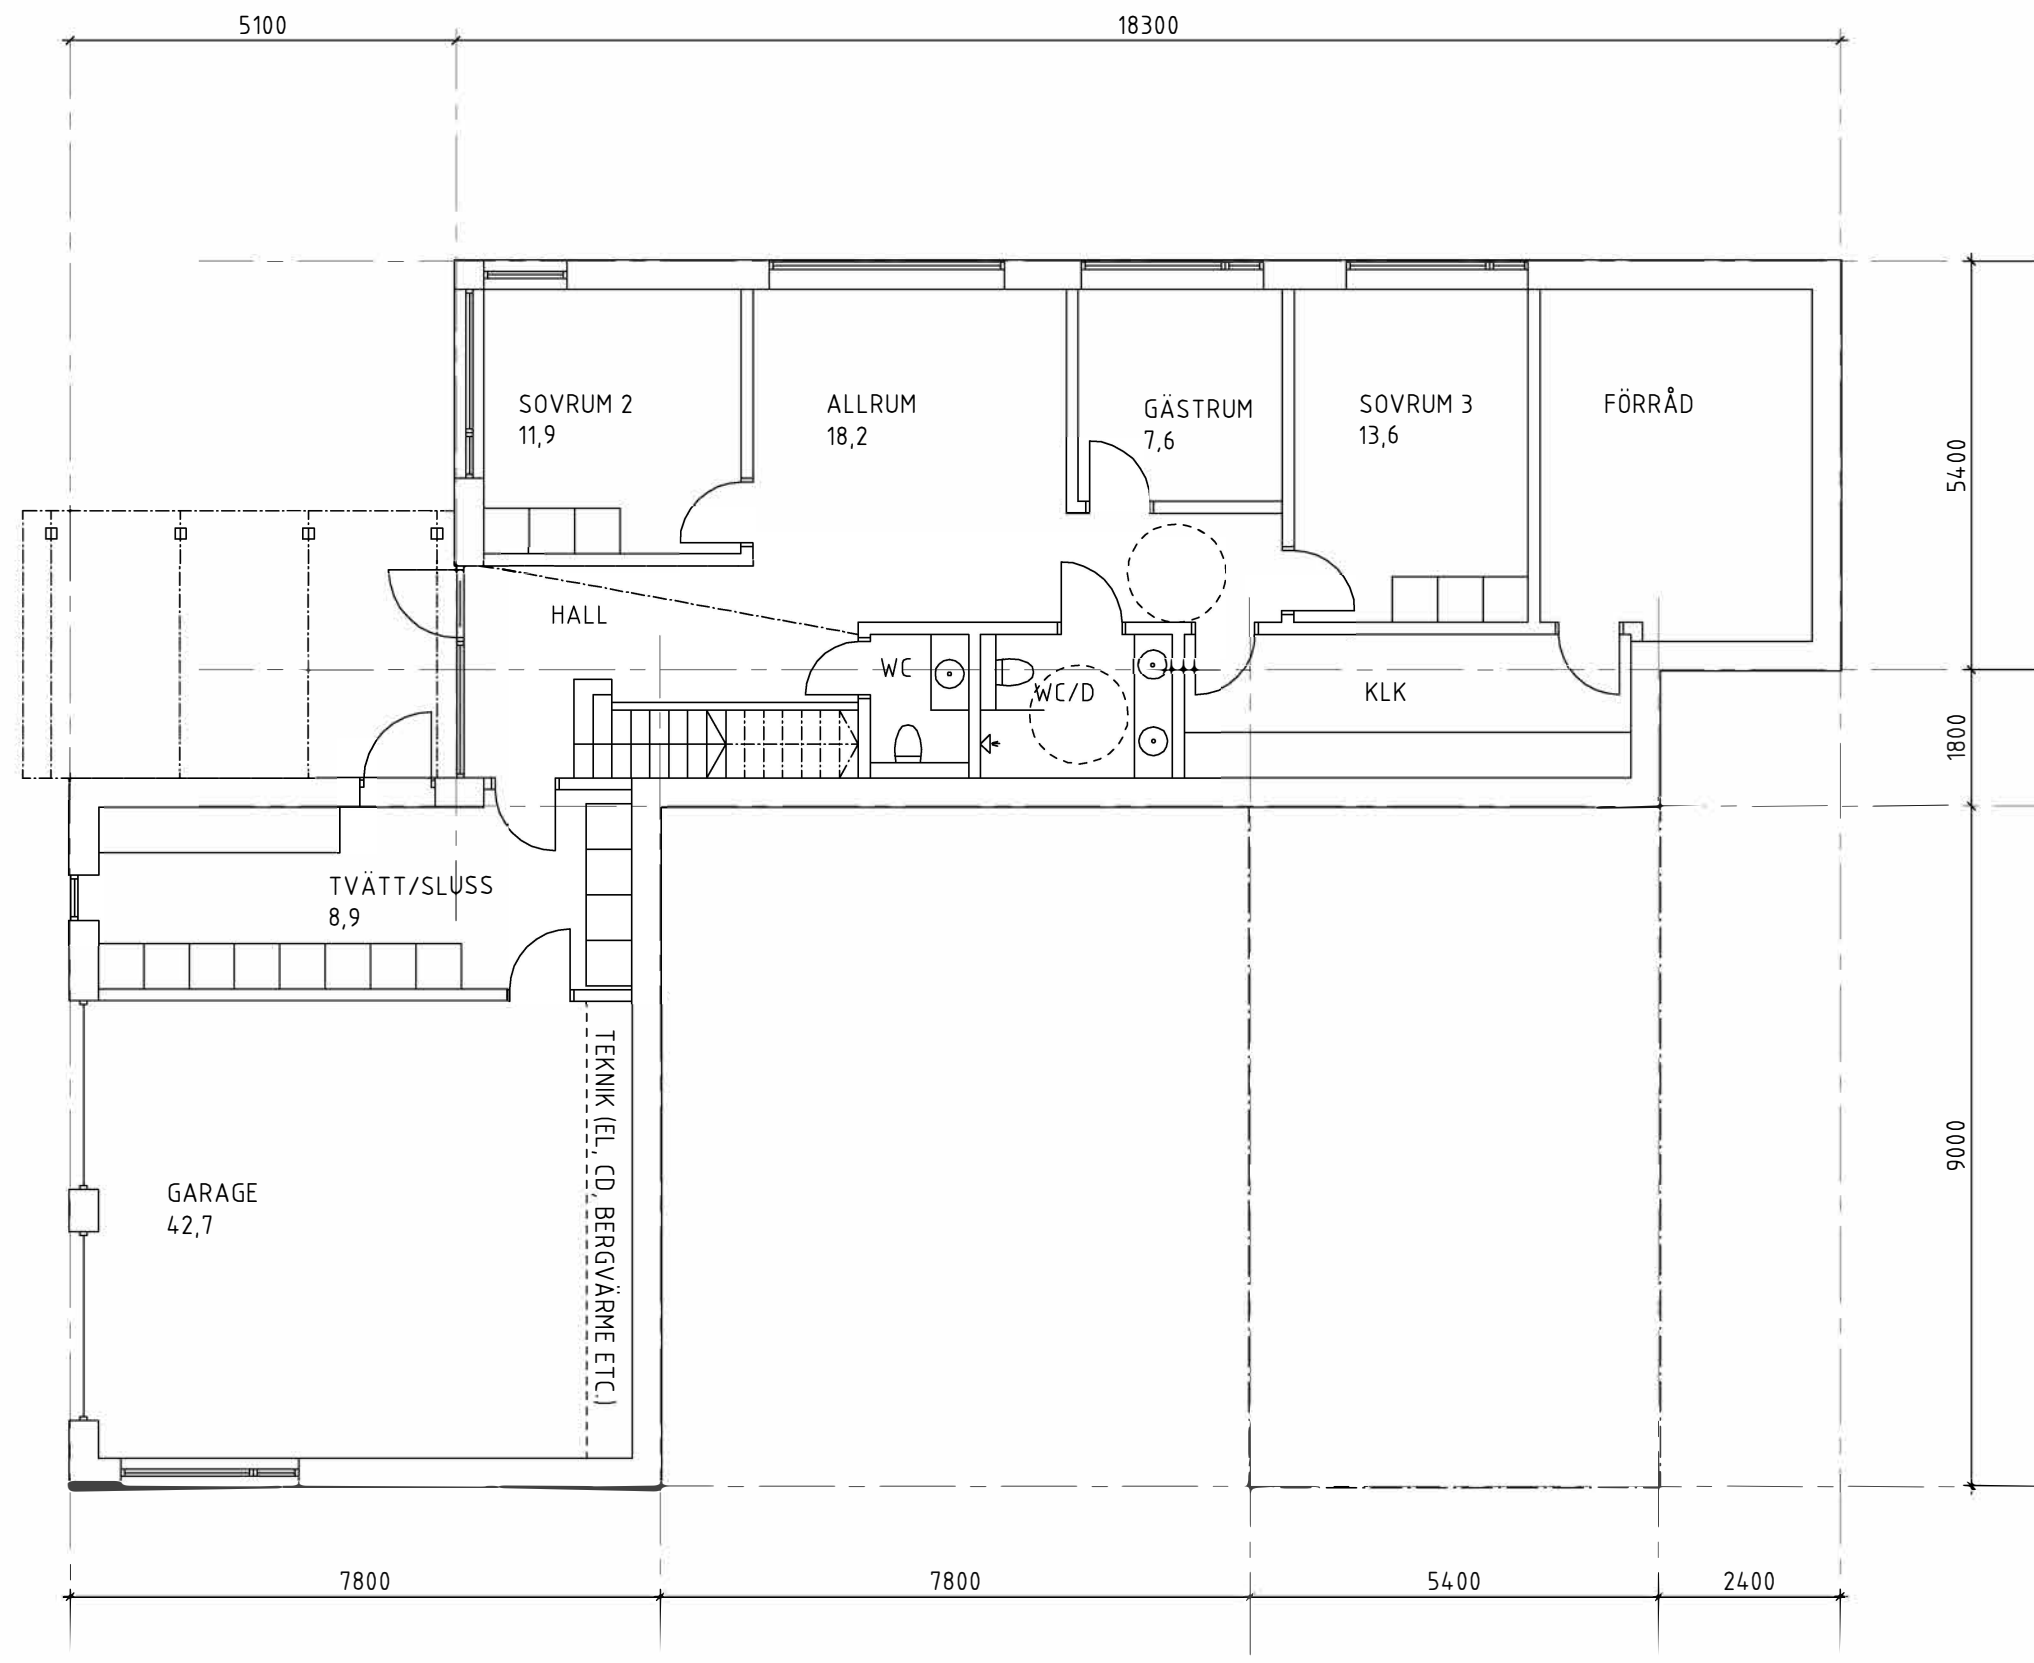 5100
18300
SOVRUM 2
11,9
ALLRUM
18,2
GÄSTRUM
7,6
SOVRUM 3
13,6
FÖRRÅD
5400
HALL
WC
WC/D
KLK
1800
TVÄTT/SLUSS
8,9
TEKNIK (EL, CD, BERGVÄRME ETC.)
GARAGE
42,7
9000
7800
7800
5400
2400